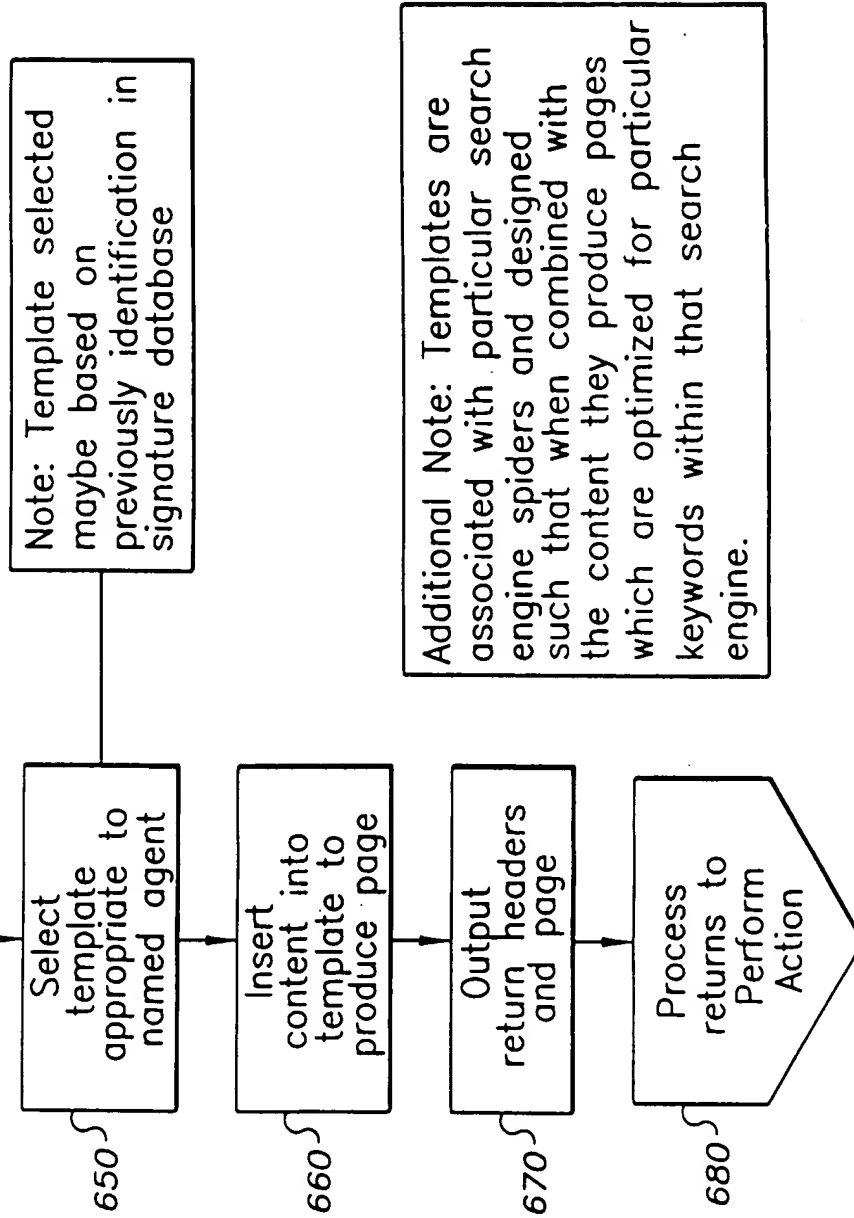 Select
template
appropriate to
named agent
650
Note: Template selected
maybe based on
previously identification in
signature database
Insert
content into
template to
produce page
660
Output
return headers
and page
670
Process
returns to
Perform
Action
680
Additional Note: Templates are
associated with particular search
engine spiders and designed
such that when combined with
the content they produce pages
which are optimized for particular
keywords within that search
engine.